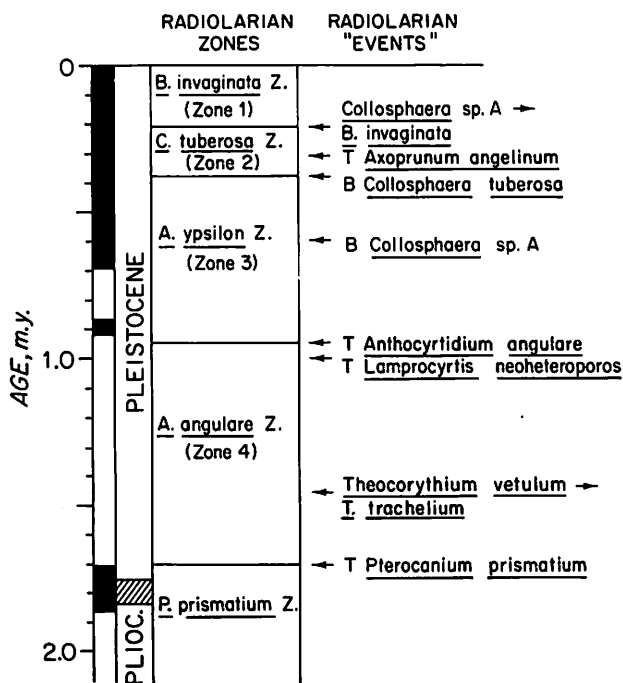 RADIOLARIAN
ZONES
RADIOLARIAN
"EVENTS"
0
1.0
2.0
AGE, m.y.
PLEISTOCENE
PLIOC.
B. invaginata Z.
(Zone 1)
C. tuberosa Z.
(Zone 2)
A. ypsilon Z.
(Zone 3)
A. angulare Z.
(Zone 4)
P. prismatium Z.
Collosphaera sp. A →
← B. invaginata
← T Axoprunum angelinum
← B Collosphaera tuberosa
← B Collosphaera sp. A
← T Anthocyrtidium angulare
← T Lamprocyrtis neoheteroporos
← Theocorythium vetulum →
T. trachelium
← T Pterocanium prismatium